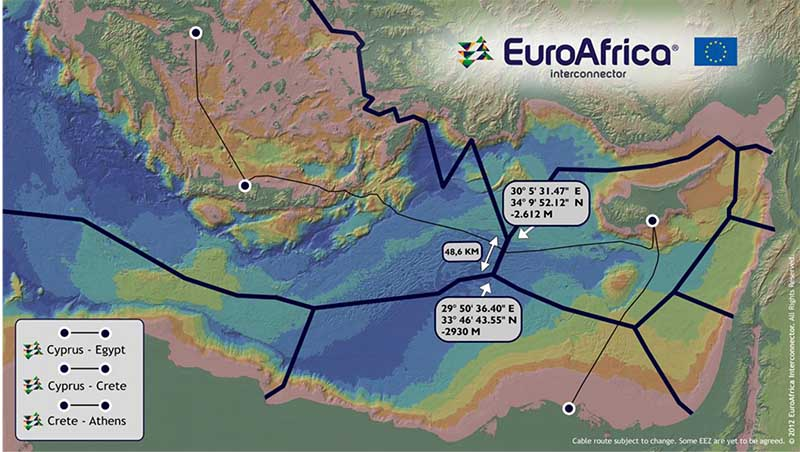 EuroAfrica®
interconnector
30° 5' 31.47" E
34° 9' 52.12" N
-2.612 M
48,6 KM
29° 50' 36.40" E
33° 46' 43.55" N
-2930 M
Cyprus - Egypt
Cyprus - Crete
Crete - Athens
Cable route subject to change. Some EEZ are yet to be agreed.
© 2012 EuroAfrica Interconnector. All Rights Reserved.